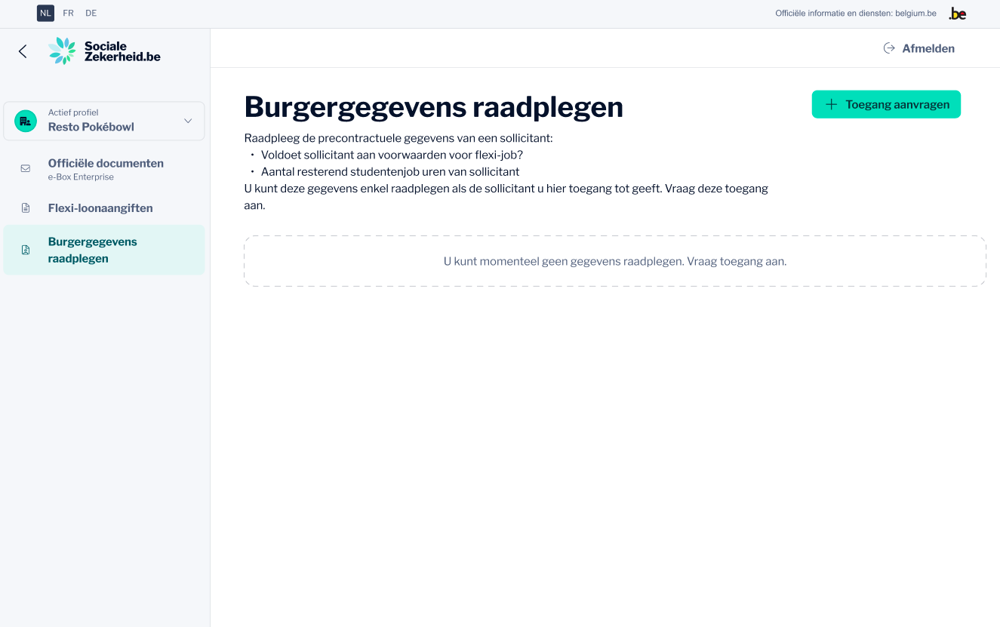 NL FR DE
Officiële informatie en diensten: belgium.be
.be
Sociale
Zekerheid.be
Afmelden
Actief profiel
Resto Pokébowl
Officiële documenten
e-Box Enterprise
Flexi-loonaangiften
Burgergegevens
raadplegen
Burgergegevens raadplegen
Toegang aanvragen
Raadpleeg de precontractuele gegevens van een sollicitant:
• Voldoet sollicitant aan voorwaarden voor flexi-job?
• Aantal resterend studentenjob uren van sollicitant
U kunt deze gegevens enkel raadplegen als de sollicitant u hier toegang tot geeft. Vraag deze toegang
aan.
U kunt momenteel geen gegevens raadplegen. Vraag toegang aan.